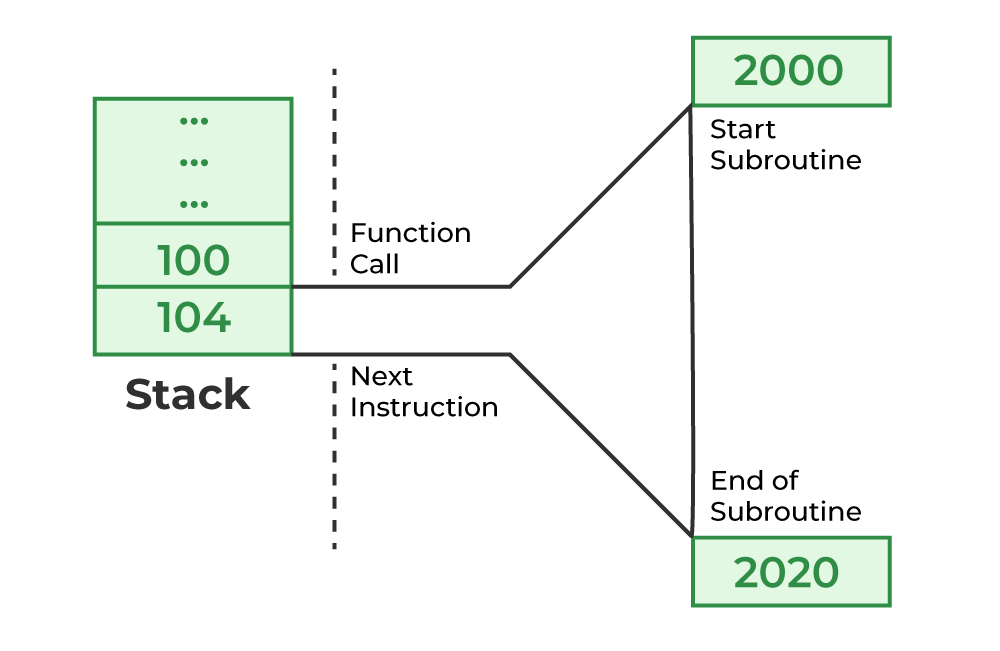 ...
...
...
100
104
Stack
Function
Call
Next
Instruction
2000
Start
Subroutine
End of
Subroutine
2020